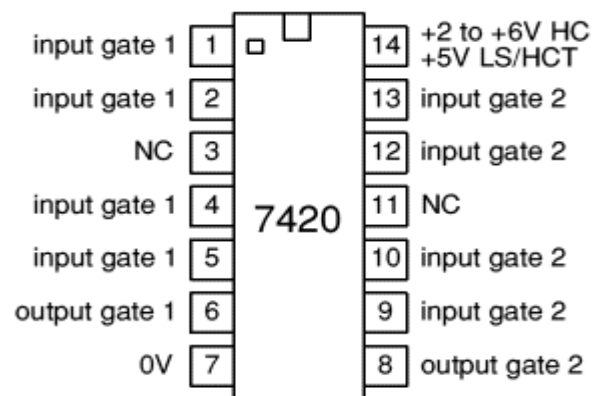 input gate 1 1
14 +2 to +6V HC
+5V LS/HCT
input gate 1 2
13 input gate 2
NC 3
12 input gate 2
input gate 1 4
7420
11 NC
input gate 1 5
10 input gate 2
output gate 1 6
9 input gate 2
0V 7
8 output gate 2